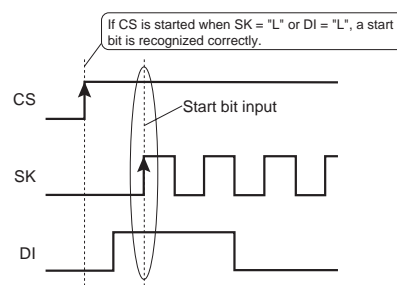 If CS is started when SK = "L" or DI = "L", a start
bit is recognized correctly.
CS
Start bit input
SK
DI